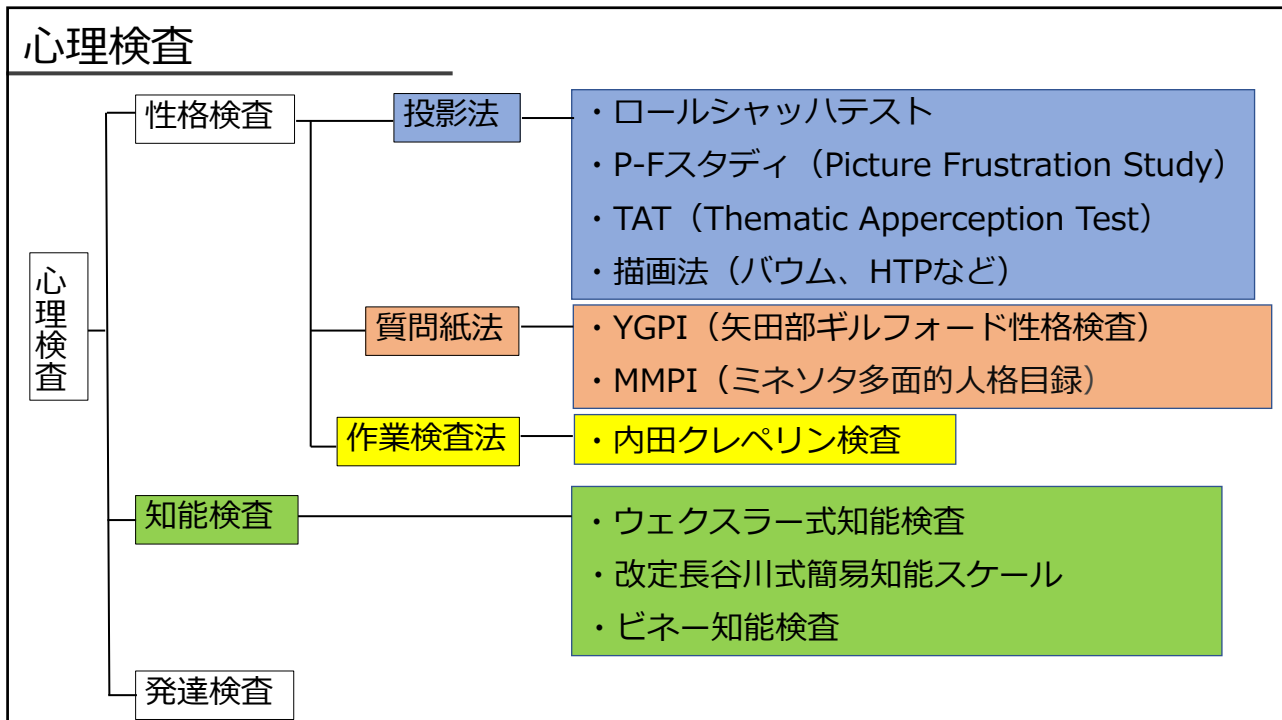 心理検査
心理検査
性格検査
投影法
・ロールシャッハテスト
・P-Fスタディ（Picture Frustration Study）
・TAT（Thematic Apperception Test）
・描画法（バウム、HTPなど）
質問紙法
・YGPI（矢田部ギルフォード性格検査）
・MMPI（ミネソタ多面的人格目録）
作業検査法
・内田クレペリン検査
知能検査
・ウェクスラー式知能検査
・改定長谷川式簡易知能スケール
・ビネー知能検査
発達検査